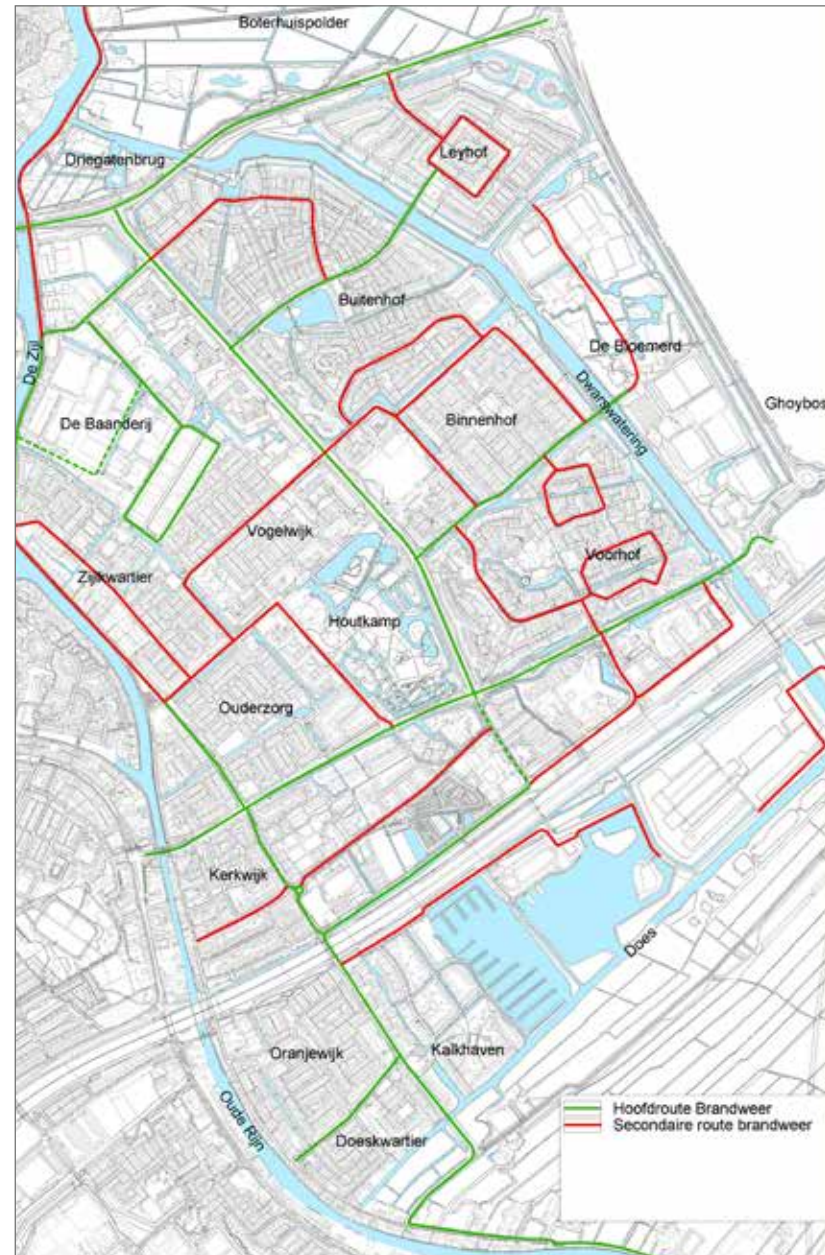 Boterhuispolder
Driegatenbrug
Leyhof
Buitenhof
De Zijl
De Bloemerd
De Baanderij
Binnenhof
Dwarswatering
Ghoybos
Vogelwijk
Voorhof
Zijlkwartier
Houtkamp
Ouderzorg
Kerkwijk
Does
Oranjewijk
Kalkhaven
Oude Rijn
Doeskwartier
Hoofdroute Brandweer
Secondaire route brandweer